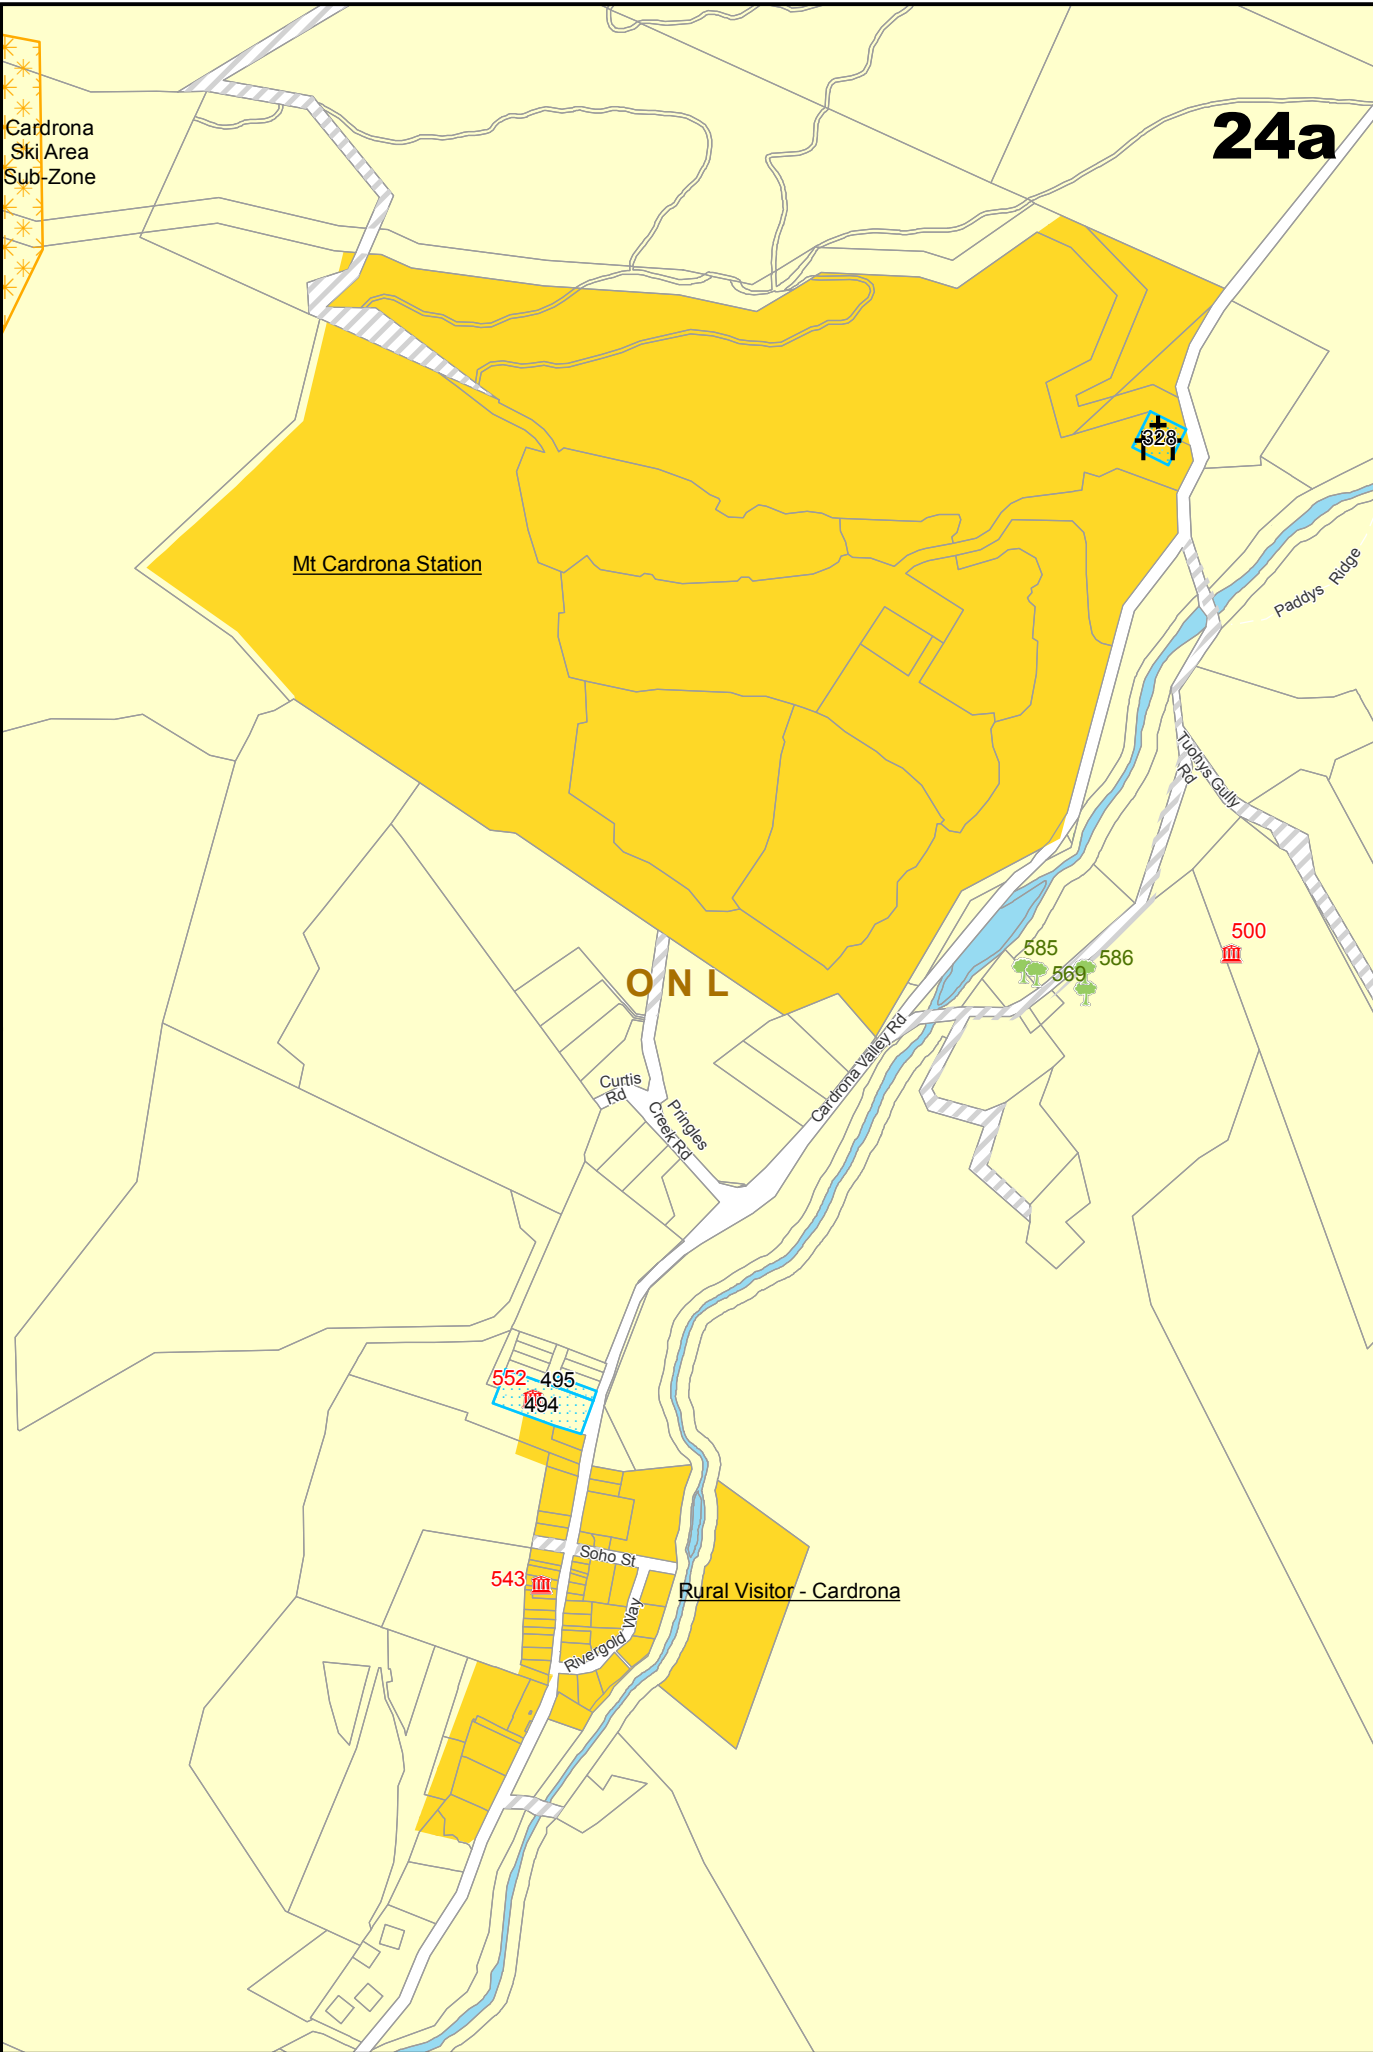 24a
Cardrona
Ski Area
Sub-Zone
328
Mt Cardrona Station
Paddys Ridge
Tuohys Gully
Rd
500
585
586
569
O N L
Cardrona Valley Rd
Curtis
Rd
Pringles
Creek Rd
552
495
494
Soho St
543
Rural Visitor - Cardrona
Rivergold Way